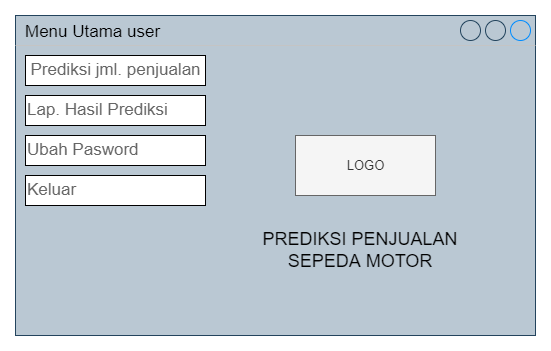 Menu Utama user
Prediksi jml. penjualan
Lap. Hasil Prediksi
Ubah Pasword
Keluar
LOGO
PREDIKSI PENJUALAN
SEPEDA MOTOR